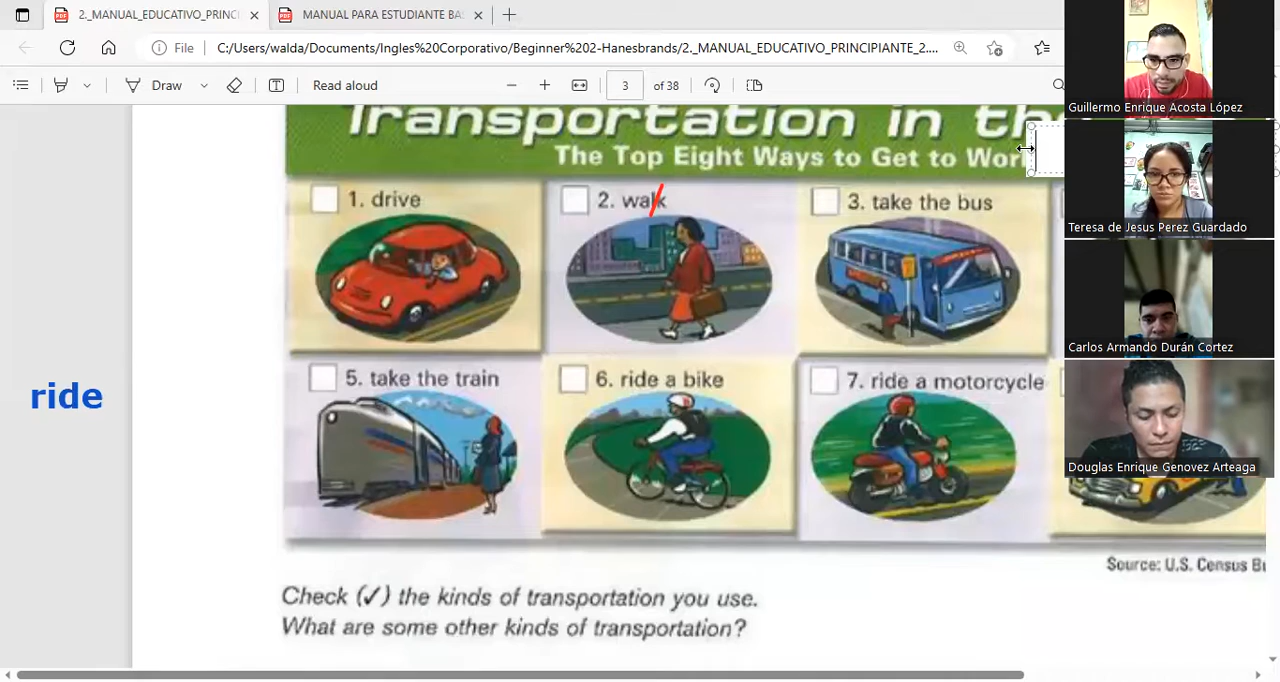 2._MANUAL_EDUCATIVO_PRINCI
MANUAL PARA ESTUDIANTE BA
File
C:/Users/walda/Documents/Ingles%20Corporativo/Beginner%202-Hanesbrands/2._MANUAL_EDUCATIVO_PRINCIPIANTE_2....
Draw
Read aloud
3 of 38
Transportation in the
The Top Eight Ways to Get to Work
1. drive
2. walk
3. take the bus
5. take the train
6. ride a bike
7. ride a motorcycle
ride
Source: U.S. Census Bu
Check (✓) the kinds of transportation you use.
What are some other kinds of transportation?
Guillermo Enrique Acosta López
Teresa de Jesus Perez Guardado
Carlos Armando Durán Cortez
Douglas Enrique Genovez Arteaga